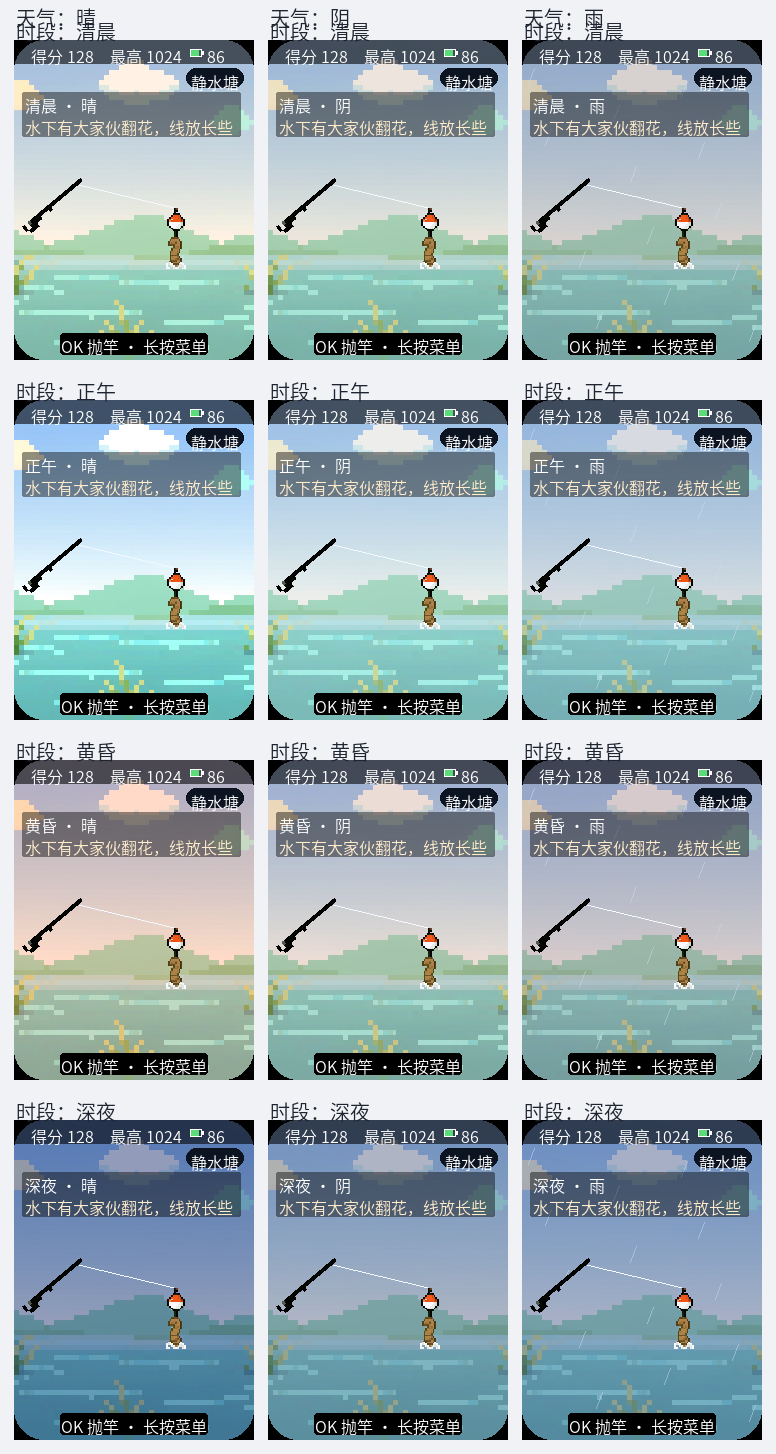 天气：晴
天气：阴
天气：雨
时段：清晨
时段：清晨
时段：清晨
得分 128 最高 1024 86
静水塘
清晨 · 晴
水下有大家伙翻花，线放长些
OK 抛竿 · 长按菜单
得分 128 最高 1024 86
静水塘
清晨 · 阴
水下有大家伙翻花，线放长些
OK 抛竿 · 长按菜单
得分 128 最高 1024 86
静水塘
清晨 · 雨
水下有大家伙翻花，线放长些
OK 抛竿 · 长按菜单
时段：正午
时段：正午
时段：正午
得分 128 最高 1024 86
静水塘
正午 · 晴
水下有大家伙翻花，线放长些
OK 抛竿 · 长按菜单
得分 128 最高 1024 86
静水塘
正午 · 阴
水下有大家伙翻花，线放长些
OK 抛竿 · 长按菜单
得分 128 最高 1024 86
静水塘
正午 · 雨
水下有大家伙翻花，线放长些
OK 抛竿 · 长按菜单
时段：黄昏
时段：黄昏
时段：黄昏
得分 128 最高 1024 86
静水塘
黄昏 · 晴
水下有大家伙翻花，线放长些
OK 抛竿 · 长按菜单
得分 128 最高 1024 86
静水塘
黄昏 · 阴
水下有大家伙翻花，线放长些
OK 抛竿 · 长按菜单
得分 128 最高 1024 86
静水塘
黄昏 · 雨
水下有大家伙翻花，线放长些
OK 抛竿 · 长按菜单
时段：深夜
时段：深夜
时段：深夜
得分 128 最高 1024 86
静水塘
深夜 · 晴
水下有大家伙翻花，线放长些
OK 抛竿 · 长按菜单
得分 128 最高 1024 86
静水塘
深夜 · 阴
水下有大家伙翻花，线放长些
OK 抛竿 · 长按菜单
得分 128 最高 1024 86
静水塘
深夜 · 雨
水下有大家伙翻花，线放长些
OK 抛竿 · 长按菜单